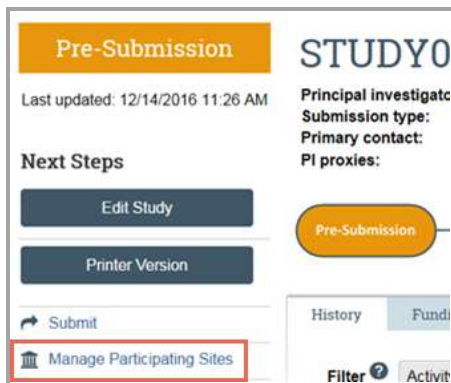 Pre-Submission
Last updated: 12/14/2016 11:26 AM
Next Steps
Edit Study
Printer Version
Submit
Manage Participating Sites
STUDY0
Principal investigato
Submission type:
Primary contact:
PI proxies:
Pre-Submission
History Fundi
Filter ? Activity